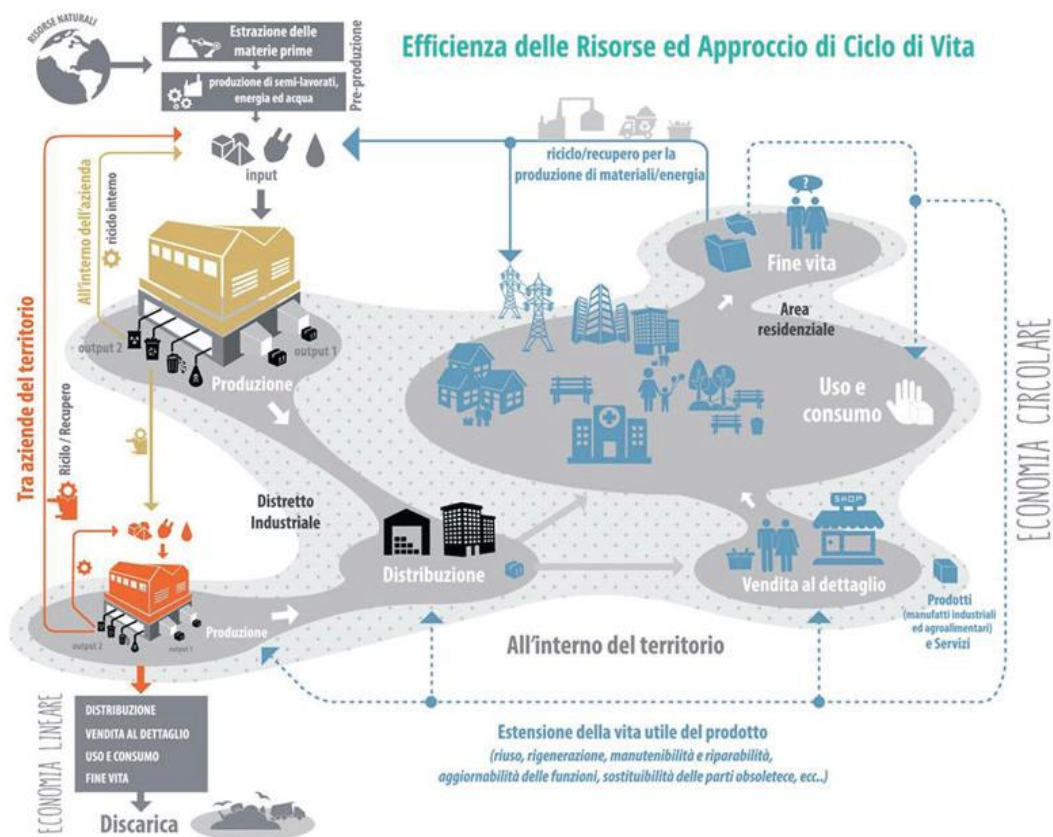 RISORSE NATURALI
Estrazione delle
materie prime
produzione di semi-lavorati,
energia ed acqua
Pre-produzione
Efficienza delle Risorse ed Approccio di Ciclo di Vita
input
riciclo/recupero per la
produzione di materiali/energia
?
Fine vita
Area
residenziale
Uso e
consumo
All'interno dell'azienda
riciclo interno
output 2
output 1
Produzione
Tra aziende del territorio
Ricilo / Recupero
Distretto
Industriale
Distribuzione
SHOP
Vendita al dettaglio
Prodotti
(manufatti industriali
ed agroalimentari)
e Servizi
ECONOMIA CIRCOLARE
output 2
output 1
Produzione
All'interno del territorio
ECONOMIA LINEARE
DISTRIBUZIONE
VENDITA AL DETTAGLIO
USO E CONSUMO
FINE VITA
Discarica
Estensione della vita utile del prodotto
(riuso, rigenerazione, manutenibilità e riparabilità,
aggiornabilità delle funzioni, sostituibilità delle parti obsoletece, ecc..)